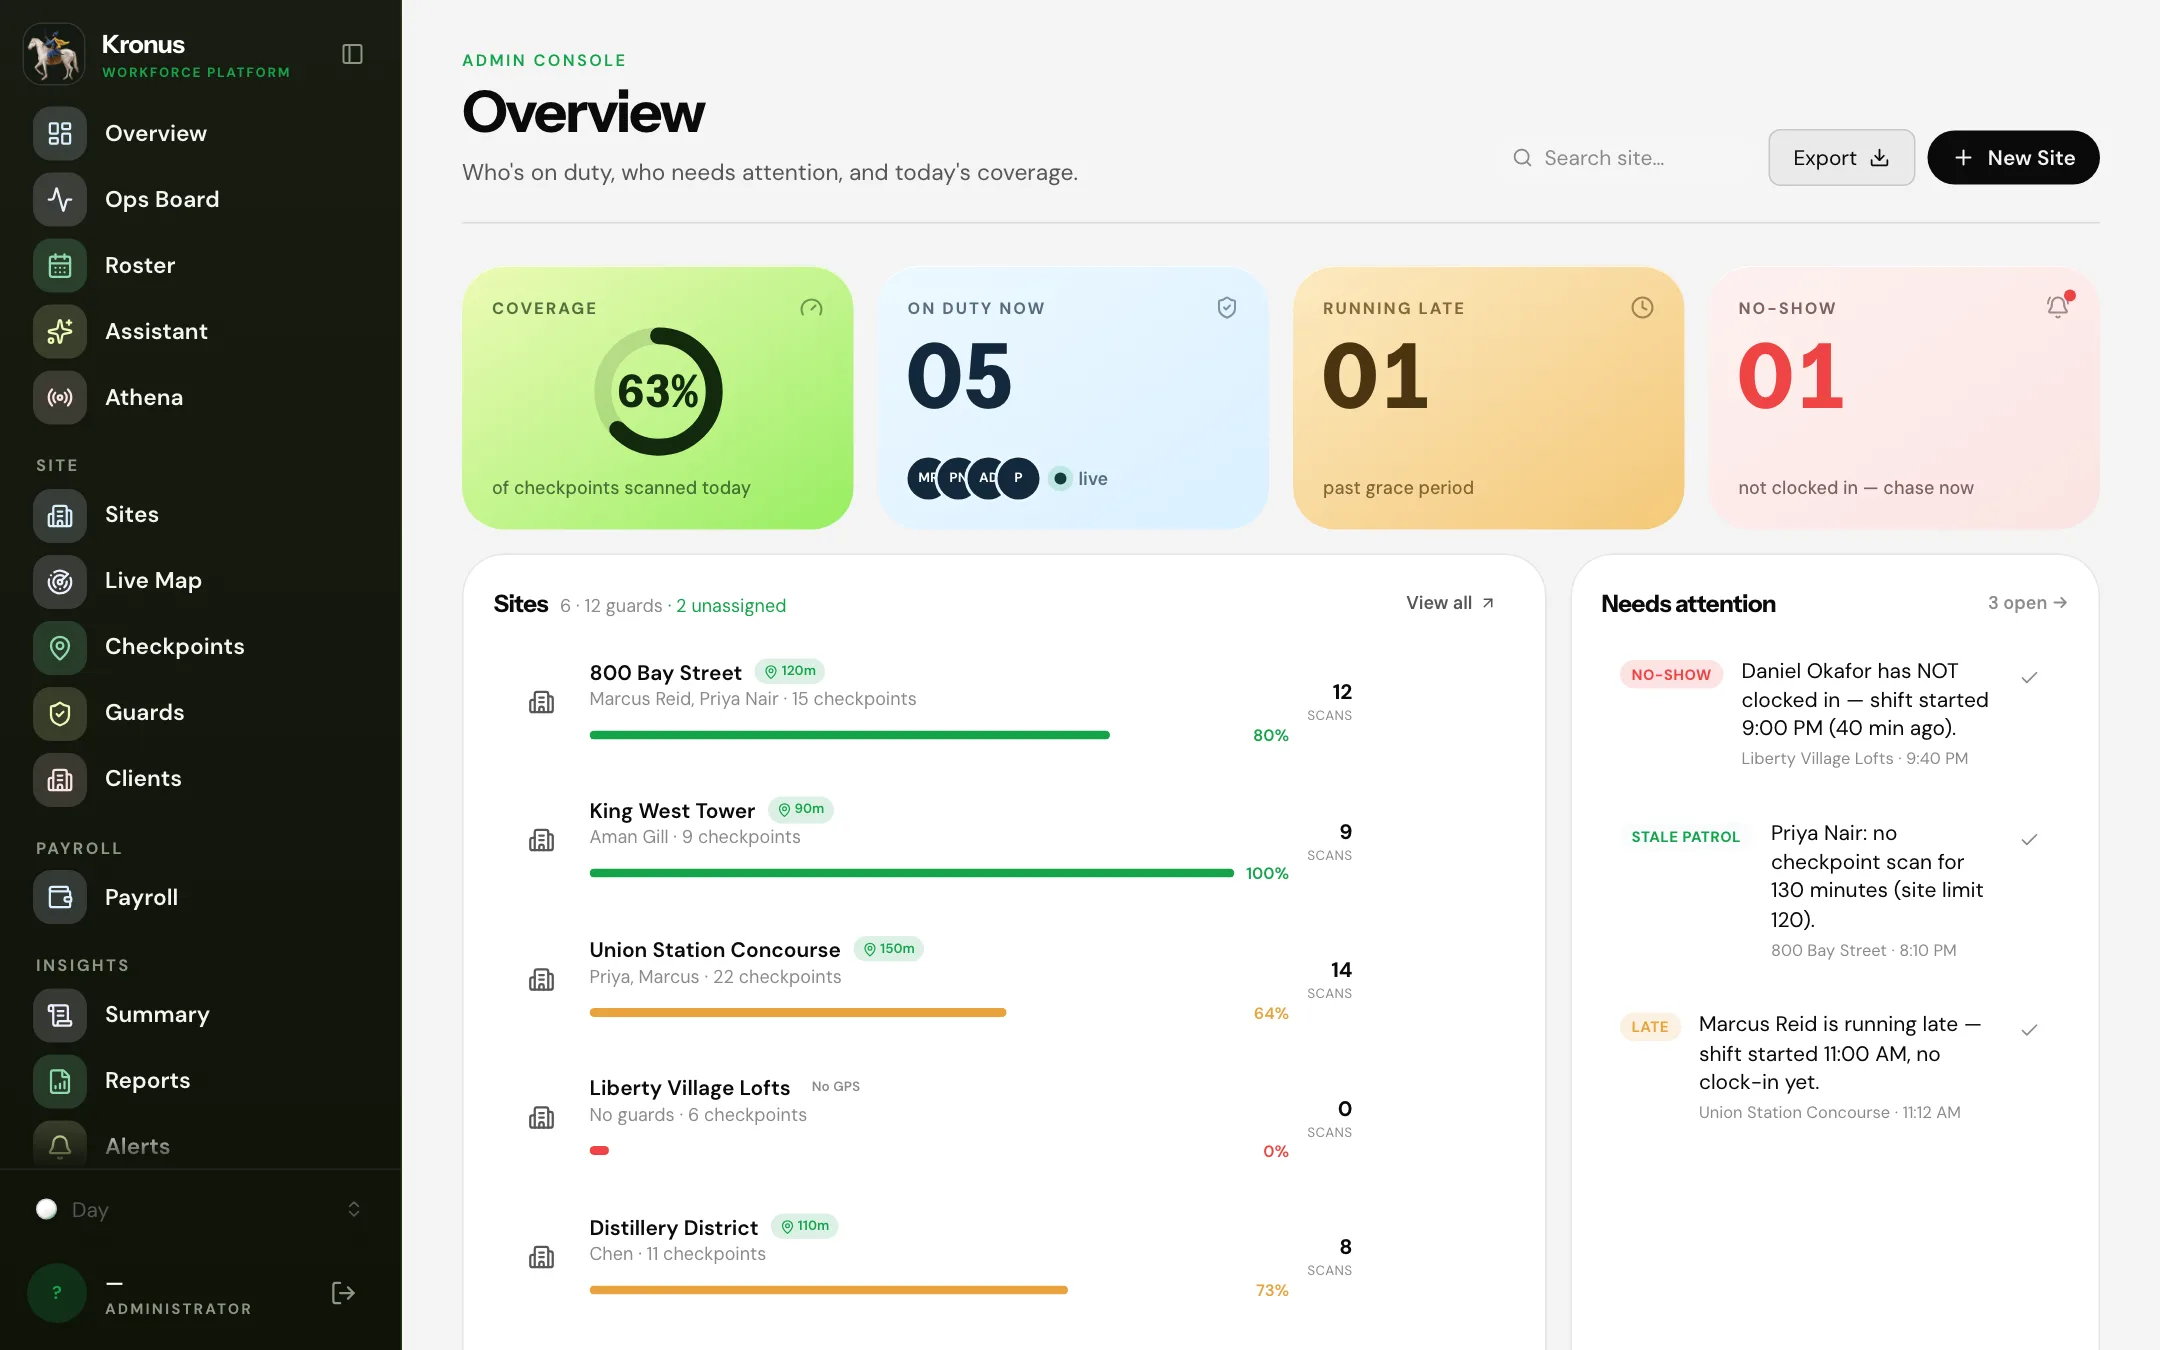 Kronus
WORKFORCE PLATFORM
Overview
Ops Board
Roster
Assistant
Athena
SITE
Sites
Live Map
Checkpoints
Guards
Clients
PAYROLL
Payroll
INSIGHTS
Summary
Reports
Alerts
Day
?
—
ADMINISTRATOR
ADMIN CONSOLE
Overview
Who's on duty, who needs attention, and today's coverage.
Search site...
Export
New Site
COVERAGE
63%
of checkpoints scanned today
ON DUTY NOW
05
MR PN AD P live
RUNNING LATE
01
past grace period
NO-SHOW
01
not clocked in — chase now
Sites 6 · 12 guards · 2 unassigned
View all
800 Bay Street 120m
Marcus Reid, Priya Nair · 15 checkpoints
80%
12
SCANS
King West Tower 90m
Aman Gill · 9 checkpoints
100%
9
SCANS
Union Station Concourse 150m
Priya, Marcus · 22 checkpoints
64%
14
SCANS
Liberty Village Lofts No GPS
No guards · 6 checkpoints
0%
0
SCANS
Distillery District 110m
Chen · 11 checkpoints
73%
8
SCANS
Needs attention
3 open →
NO-SHOW
Daniel Okafor has NOT
clocked in — shift started
9:00 PM (40 min ago).
Liberty Village Lofts · 9:40 PM
STALE PATROL
Priya Nair: no
checkpoint scan for
130 minutes (site limit
120).
800 Bay Street · 8:10 PM
LATE
Marcus Reid is running late —
shift started 11:00 AM, no
clock-in yet.
Union Station Concourse · 11:12 AM